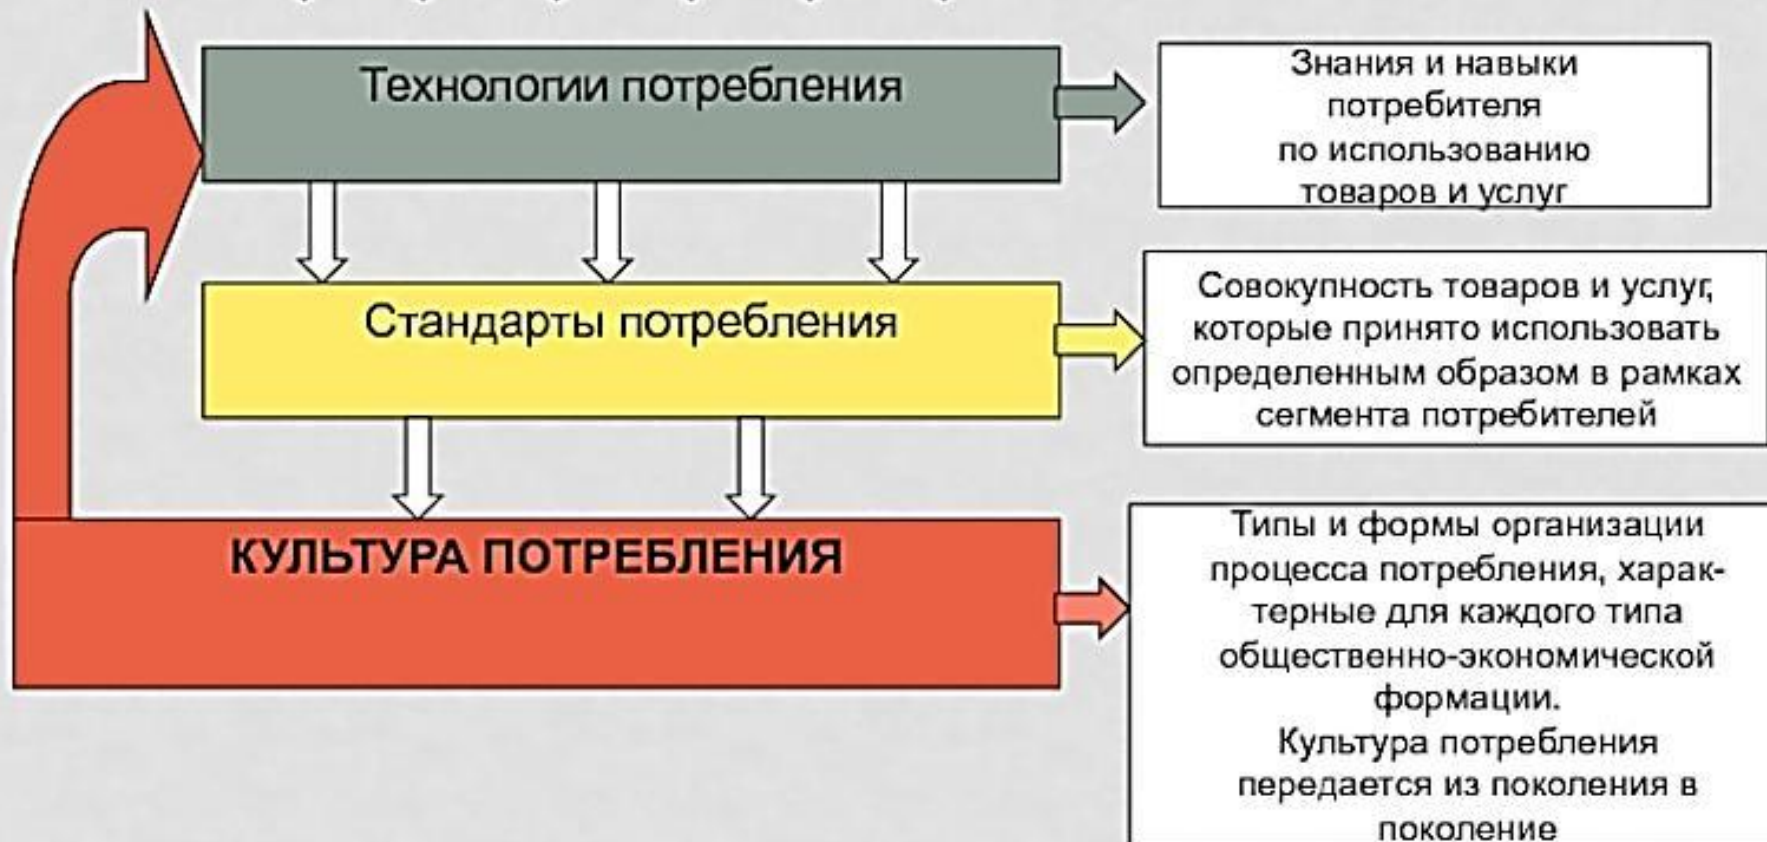 Технологии потребления
Знания и навыки
потребителя
по использованию
товаров и услуг
Стандарты потребления
Совокупность товаров и услуг,
которые принято использовать
определенным образом в рамках
сегмента потребителей
КУЛЬТУРА ПОТРЕБЛЕНИЯ
Типы и формы организации
процесса потребления, харак-
терные для каждого типа
общественно-экономической
формации.
Культура потребления
передается из поколения в
поколение